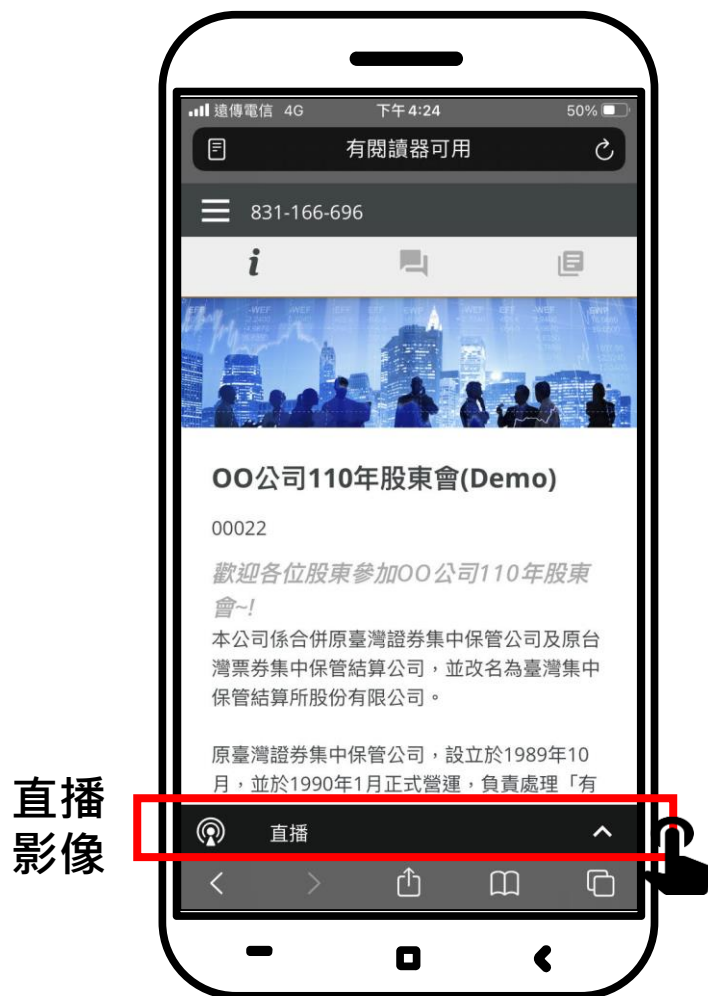 遠傳電信 4G 下午4:24 50%
有閱讀器可用
831-166-696
OO公司110年股東會(Demo)
00022
歡迎各位股東參加OO公司110年股東
會~!
本公司係合併原臺灣證券集中保管公司及原台
灣票券集中保管結算公司，並改名為臺灣集中
保管結算所股份有限公司。
原臺灣證券集中保管公司，設立於1989年10
月，並於1990年1月正式營運，負責處理「有
直播
影像
直播